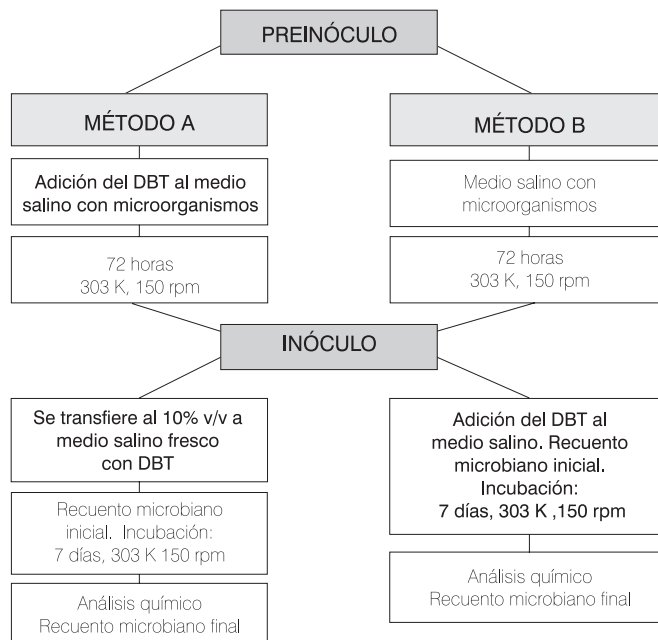 PREINÓCULO
MÉTODO A
Adición del DBT al medio
salino con microorganismos
72 horas
303 K, 150 rpm
MÉTODO B
Medio salino con
microorganismos
72 horas
303 K, 150 rpm
INÓCULO
Se transfiere al 10% v/v a
medio salino fresco
con DBT
Recuento microbiano
inicial. Incubación:
7 días, 303 K 150 rpm
Análisis químico
Recuento microbiano final
Adición del DBT al
medio salino. Recuento
microbiano inicial.
Incubación:
7 días, 303 K ,150 rpm
Análisis químico
Recuento microbiano final